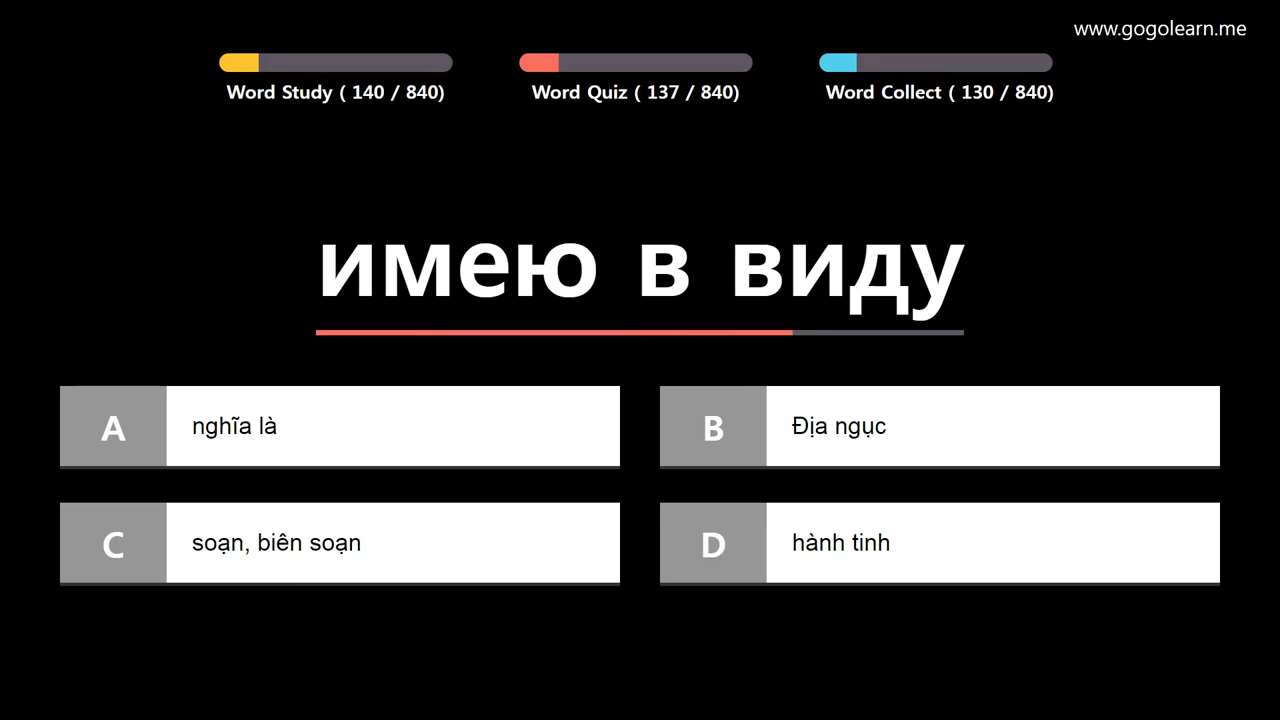 www.gogolearn.me
Word Study ( 140 / 840)
Word Quiz ( 137 / 840)
Word Collect ( 130 / 840)
имею в виду
A
nghĩa là
B
Địa ngục
C
soạn, biên soạn
D
hành tinh